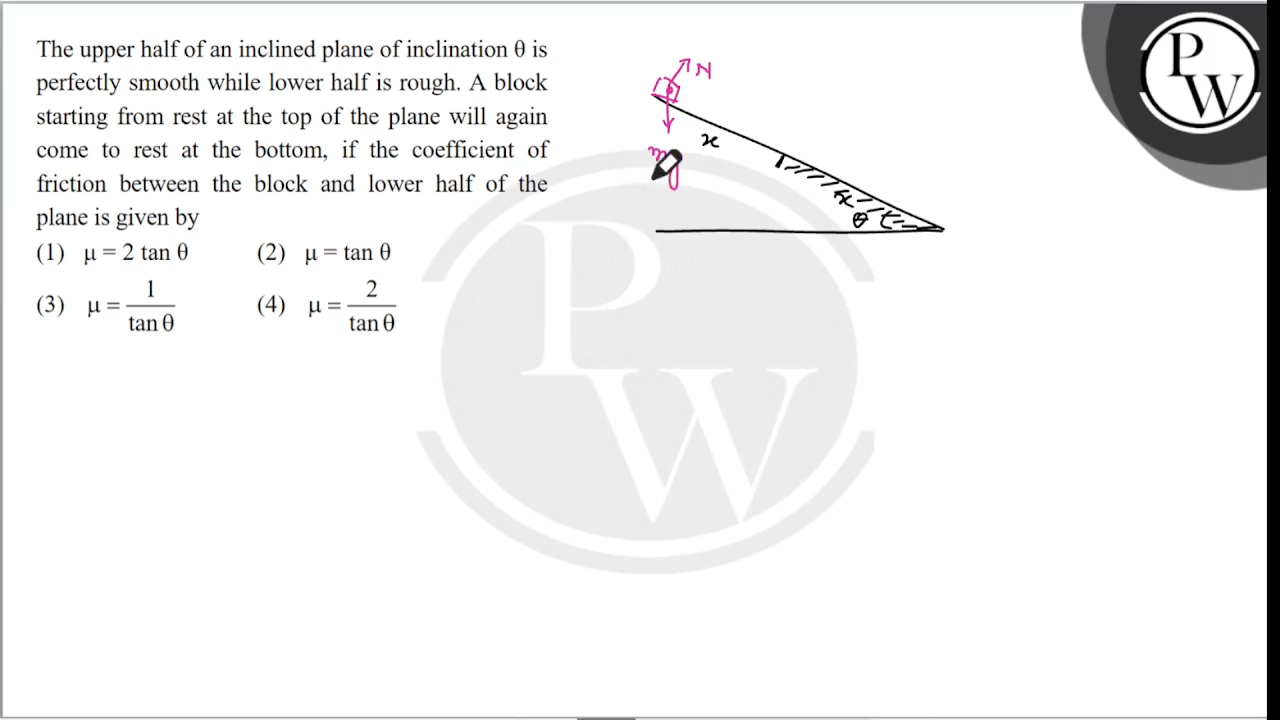 The upper half of an inclined plane of inclination θ is
perfectly smooth while lower half is rough. A block
starting from rest at the top of the plane will again
come to rest at the bottom, if the coefficient of
friction between the block and lower half of the
plane is given by
(1) μ = 2 tan θ (2) μ = tan θ
(3) μ = 1/tan θ (4) μ = 2/tan θ
N
x
mg
x
θ
PW
PW